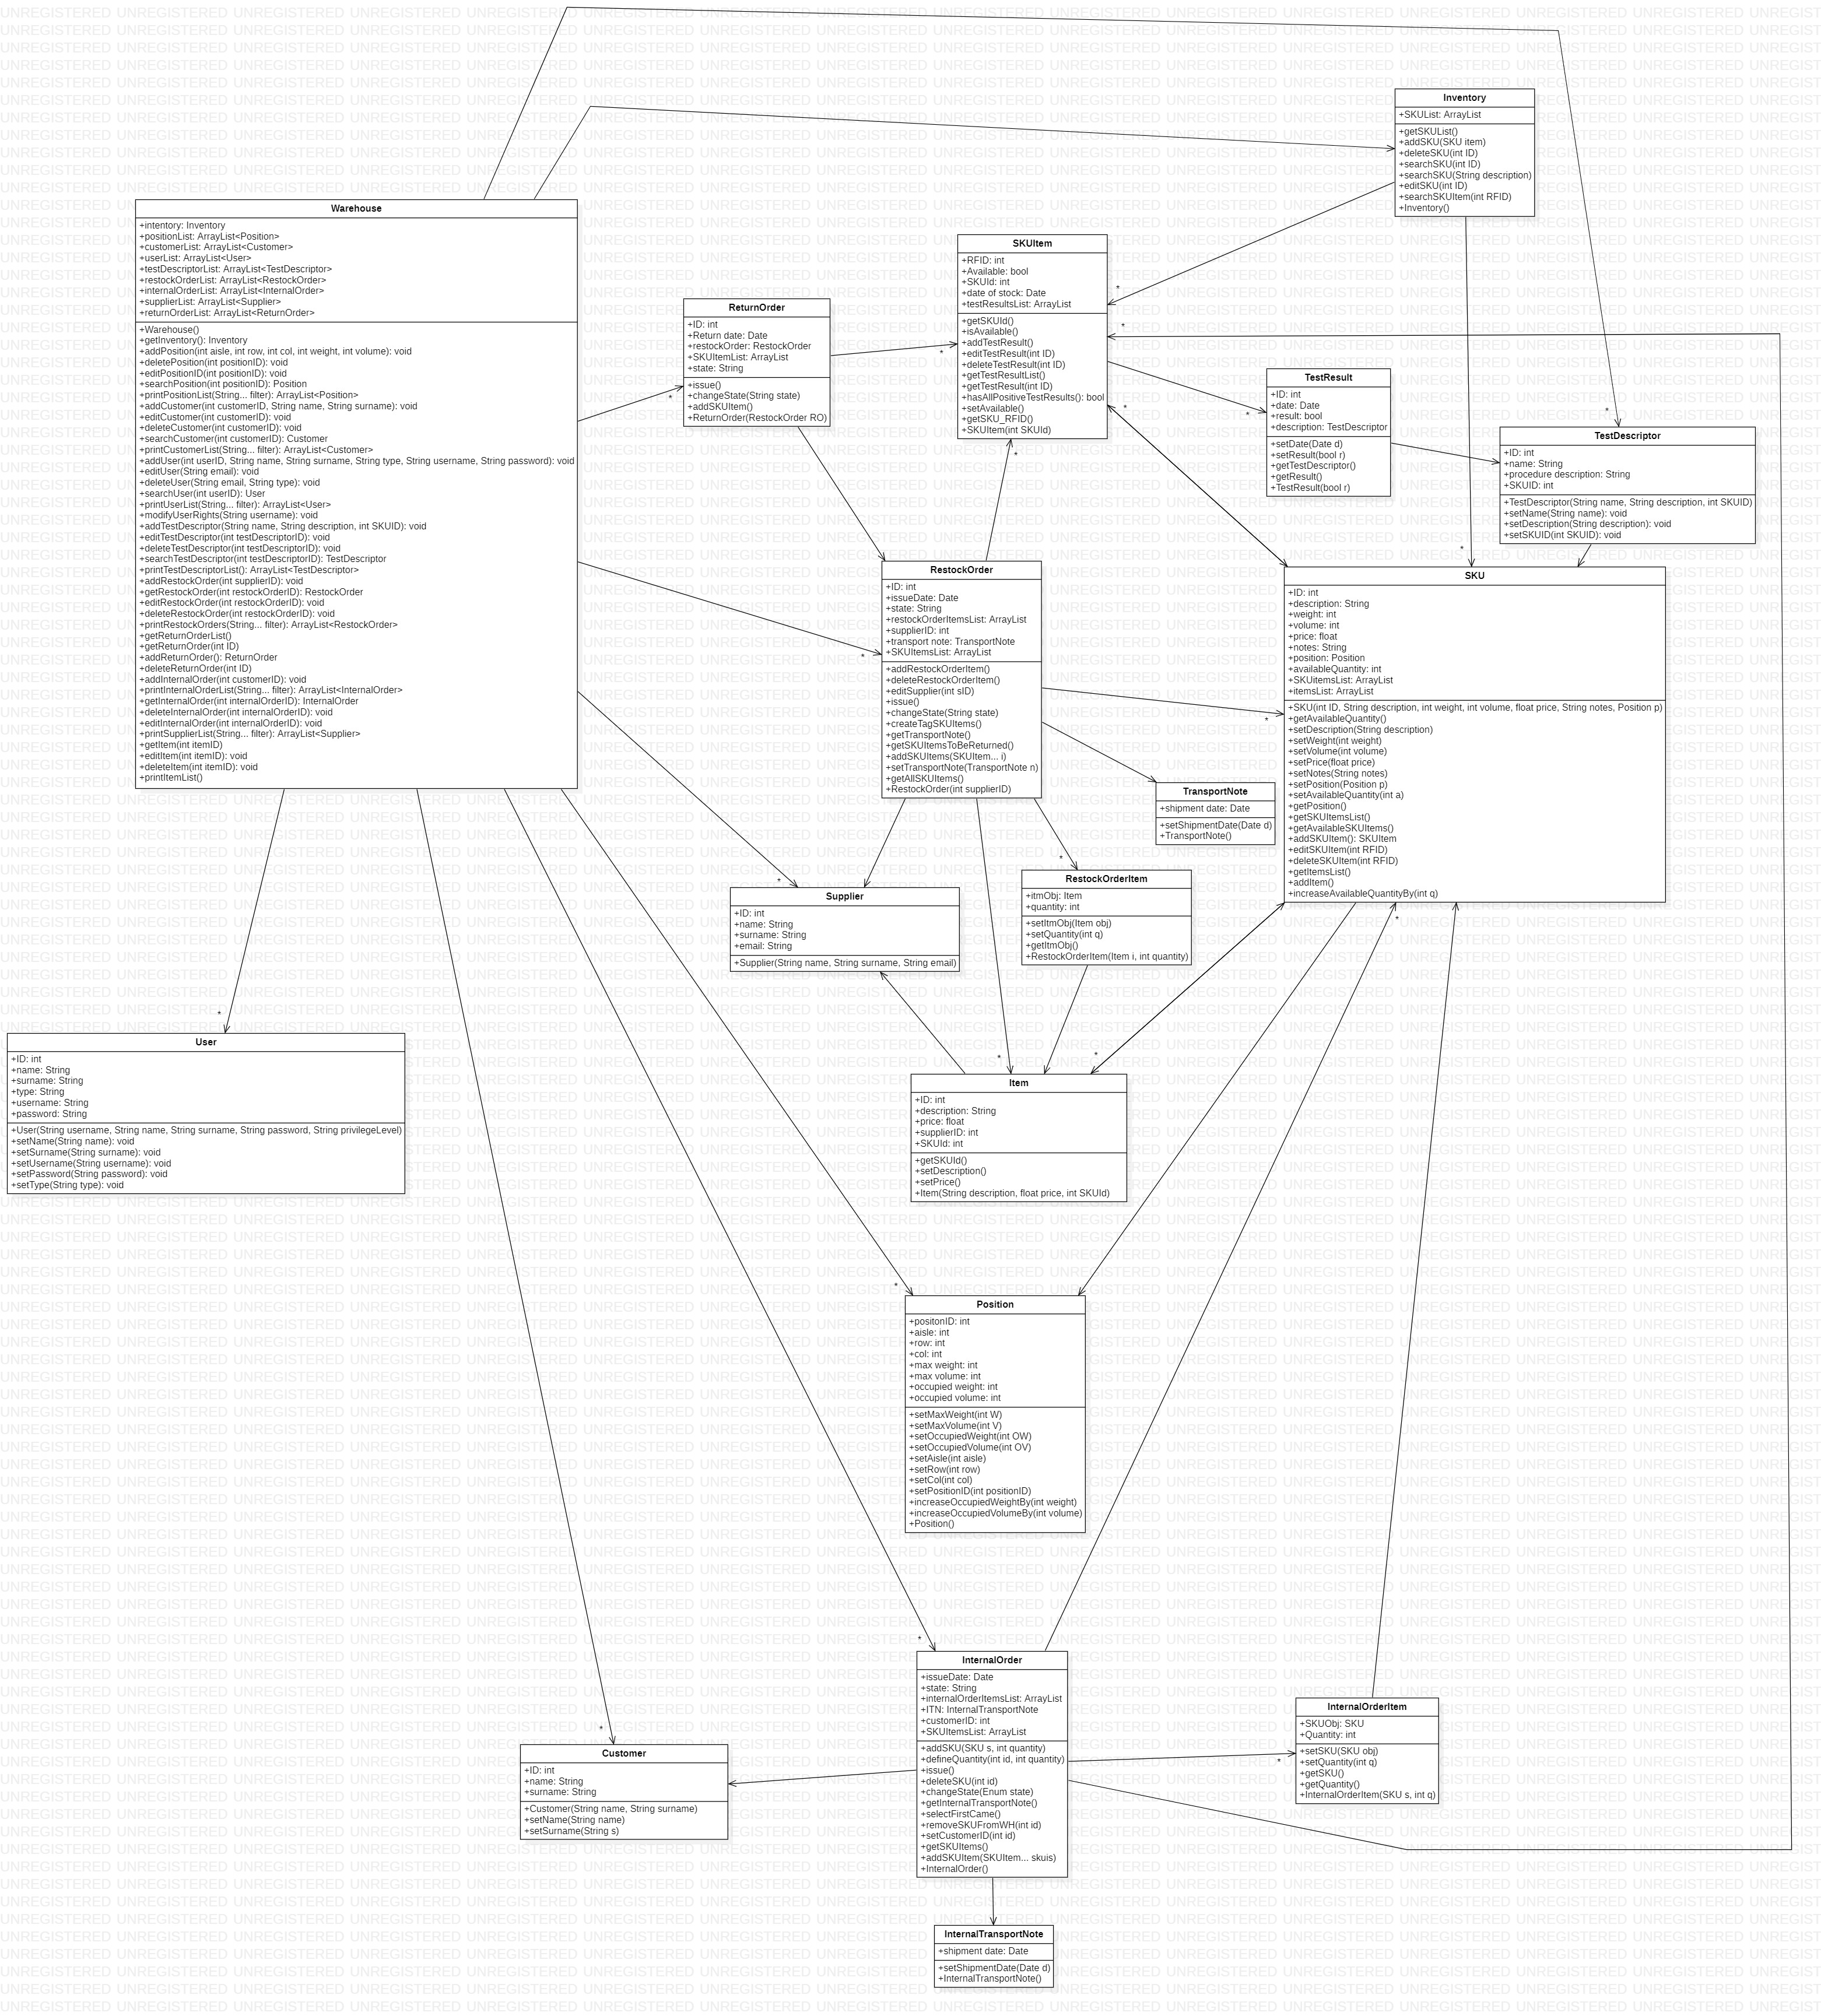 Inventory
+SKUList: ArrayList
+getSKUList()
+addSKU(SKU item)
+deleteSKU(int ID)
+searchSKU(int ID)
+searchSKU(String description)
+editSKU(int ID)
+searchSKUItem(int RFID)
+Inventory()
Warehouse
+intentory: Inventory
+positionList: ArrayList<Position>
+customerList: ArrayList<Customer>
+userList: ArrayList<User>
+testDescriptorList: ArrayList<TestDescriptor>
+restockOrderList: ArrayList<RestockOrder>
+internalOrderList: ArrayList<InternalOrder>
+supplierList: ArrayList<Supplier>
+returnOrderList: ArrayList<ReturnOrder>
+Warehouse()
+getInventory(): Inventory
+addPosition(int aisle, int row, int col, int weight, int volume): void
+deletePosition(int positionID): void
+editPositionID(int positionID): void
+searchPosition(int positionID): Position
+printPositionList(String... filter): ArrayList<Position>
+addCustomer(int customerID, String name, String surname): void
+editCustomer(int customerID): void
+deleteCustomer(int customerID): void
+searchCustomer(int customerID): Customer
+printCustomerList(String... filter): ArrayList<Customer>
+addUser(int userID, String name, String surname, String type, String username, String password): void
+editUser(String email): void
+deleteUser(String email, String type): void
+searchUser(int userID): User
+printUserList(String... filter): ArrayList<User>
+modifyUserRights(String username): void
+addTestDescriptor(String name, String description, int SKUID): void
+editTestDescriptor(int testDescriptorID): void
+deleteTestDescriptor(int testDescriptorID): void
+searchTestDescriptor(int testDescriptorID): TestDescriptor
+printTestDescriptorList(): ArrayList<TestDescriptor>
+addRestockOrder(int supplierID): void
+getRestockOrder(int restockOrderID): RestockOrder
+editRestockOrder(int restockOrderID): void
+deleteRestockOrder(int restockOrderID): void
+printRestockOrders(String... filter): ArrayList<RestockOrder>
+getReturnOrderList()
+getReturnOrder(int ID)
+addReturnOrder(): ReturnOrder
+deleteReturnOrder(int ID)
+addInternalOrder(int customerID): void
+printInternalOrderList(String... filter): ArrayList<InternalOrder>
+getInternalOrder(int internalOrderID): InternalOrder
+deleteInternalOrder(int internalOrderID): void
+editInternalOrder(int internalOrderID): void
+printSupplierList(String... filter): ArrayList<Supplier>
+getItem(int itemID)
+editItem(int itemID): void
+deleteItem(int itemID): void
+printItemList()
ReturnOrder
+ID: int
+Return date: Date
+restockOrder: RestockOrder
+SKUItemList: ArrayList
+state: String
+issue()
+changeState(String state)
+addSKUItem()
+ReturnOrder(RestockOrder RO)
SKUItem
+RFID: int
+Available: bool
+SKUId: int
+date of stock: Date
+testResultsList: ArrayList
+getSKUId()
+isAvailable()
+addTestResult()
+editTestResult(int ID)
+deleteTestResult(int ID)
+getTestResultList()
+getTestResult(int ID)
+hasAllPositiveTestResults(): bool
+setAvailable()
+getSKU_RFID()
+SKUItem(int SKUId)
TestResult
+ID: int
+date: Date
+result: bool
+description: TestDescriptor
+setDate(Date d)
+setResult(bool r)
+getTestDescriptor()
+getResult()
+TestResult(bool r)
TestDescriptor
+ID: int
+name: String
+procedure description: String
+SKUID: int
+TestDescriptor(String name, String description, int SKUID)
+setName(String name): void
+setDescription(String description): void
+setSKUID(int SKUID): void
RestockOrder
+ID: int
+issueDate: Date
+state: String
+restockOrderItemsList: ArrayList
+supplierID: int
+transport note: TransportNote
+SKUItemsList: ArrayList
+addRestockOrderItem()
+deleteRestockOrderItem()
+editSupplier(int sID)
+issue()
+changeState(String state)
+createTagSKUItems()
+getTransportNote()
+getSKUItemsToBeReturned()
+addSKUItems(SKUItem... i)
+setTransportNote(TransportNote n)
+getAllSKUItems()
+RestockOrder(int supplierID)
SKU
+ID: int
+description: String
+weight: int
+volume: int
+price: float
+notes: String
+position: Position
+availableQuantity: int
+SKUitemsList: ArrayList
+itemsList: ArrayList
+SKU(int ID, String description, int weight, int volume, float price, String notes, Position p)
+getAvailableQuantity()
+setDescription(String description)
+setWeight(int weight)
+setVolume(int volume)
+setPrice(float price)
+setNotes(String notes)
+setPosition(Position p)
+setAvailableQuantity(int a)
+getPosition()
+getSKUItemsList()
+getAvailableSKUItems()
+addSKUItem(): SKUItem
+editSKUItem(int RFID)
+deleteSKUItem(int RFID)
+getItemsList()
+addItem()
+increaseAvailableQuantityBy(int q)
TransportNote
+shipment date: Date
+setShipmentDate(Date d)
+TransportNote()
Supplier
+ID: int
+name: String
+surname: String
+email: String
+Supplier(String name, String surname, String email)
RestockOrderItem
+itmObj: Item
+quantity: int
+setItmObj(Item obj)
+setQuantity(int q)
+getItmObj()
+RestockOrderItem(Item i, int quantity)
User
+ID: int
+name: String
+surname: String
+type: String
+username: String
+password: String
+User(String username, String name, String surname, String password, String privilegeLevel)
+setName(String name): void
+setSurname(String surname): void
+setUsername(String username): void
+setPassword(String password): void
+setType(String type): void
Item
+ID: int
+description: String
+price: float
+supplierID: int
+SKUId: int
+getSKUId()
+setDescription()
+setPrice()
+Item(String description, float price, int SKUId)
Position
+positonID: int
+aisle: int
+row: int
+col: int
+max weight: int
+max volume: int
+occupied weight: int
+occupied volume: int
+setMaxWeight(int W)
+setMaxVolume(int V)
+setOccupiedWeight(int OW)
+setOccupiedVolume(int OV)
+setAisle(int aisle)
+setRow(int row)
+setCol(int col)
+setPositionID(int positionID)
+increaseOccupiedWeightBy(int weight)
+increaseOccupiedVolumeBy(int volume)
+Position()
InternalOrder
+issueDate: Date
+state: String
+internalOrderItemsList: ArrayList
+ITN: InternalTransportNote
+customerID: int
+SKUItemsList: ArrayList
+addSKU(SKU s, int quantity)
+defineQuantity(int id, int quantity)
+issue()
+deleteSKU(int id)
+changeState(Enum state)
+getInternalTransportNote()
+selectFirstCame()
+removeSKUFromWH(int id)
+setCustomerID(int id)
+getSKUItems()
+addSKUItem(SKUItem... skuis)
+InternalOrder()
InternalOrderItem
+SKUObj: SKU
+Quantity: int
+setSKU(SKU obj)
+setQuantity(int q)
+getSKU()
+getQuantity()
+InternalOrderItem(SKU s, int q)
Customer
+ID: int
+name: String
+surname: String
+Customer(String name, String surname)
+setName(String name)
+setSurname(String s)
InternalTransportNote
+shipment date: Date
+setShipmentDate(Date d)
+InternalTransportNote()